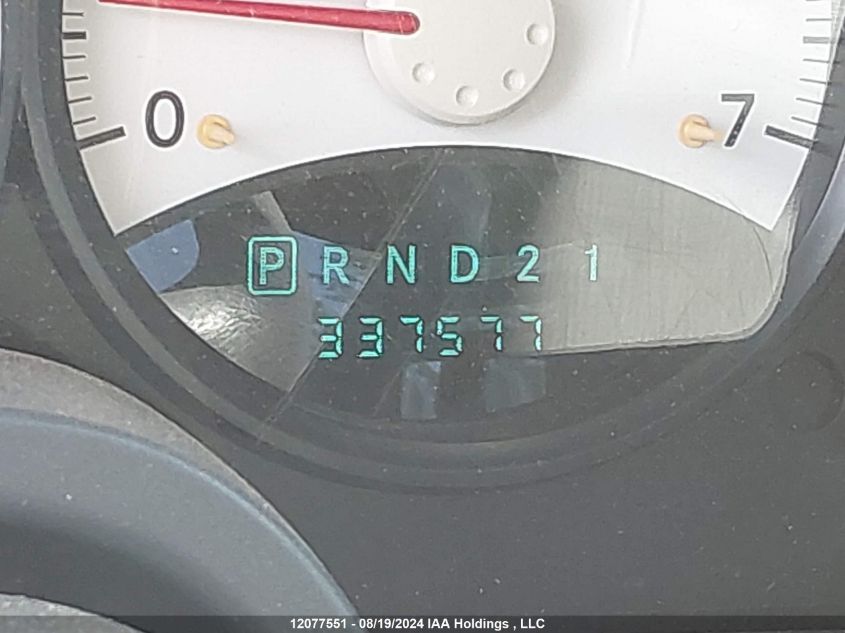 0 7
P R N D 2 1
337577
12077551 - 08/19/2024 IAA Holdings , LLC